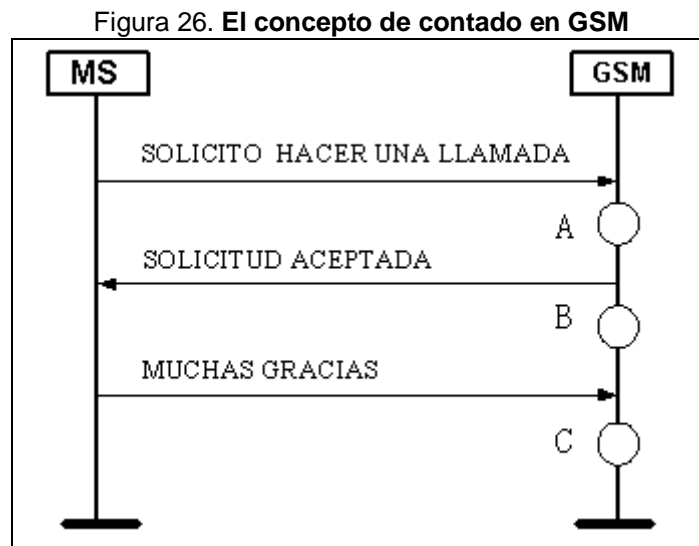 Figura 26. El concepto de contado en GSM
MS
GSM
SOLICITO HACER UNA LLAMADA
A
SOLICITUD ACEPTADA
B
MUCHAS GRACIAS
C